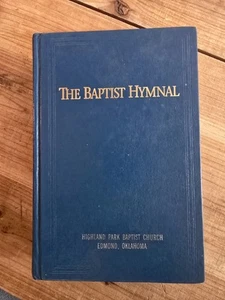 THE BAPTIST HYMNAL
HIGHLAND PARK BAPTIST CHURCH
EDMOND, OKLAHOMA